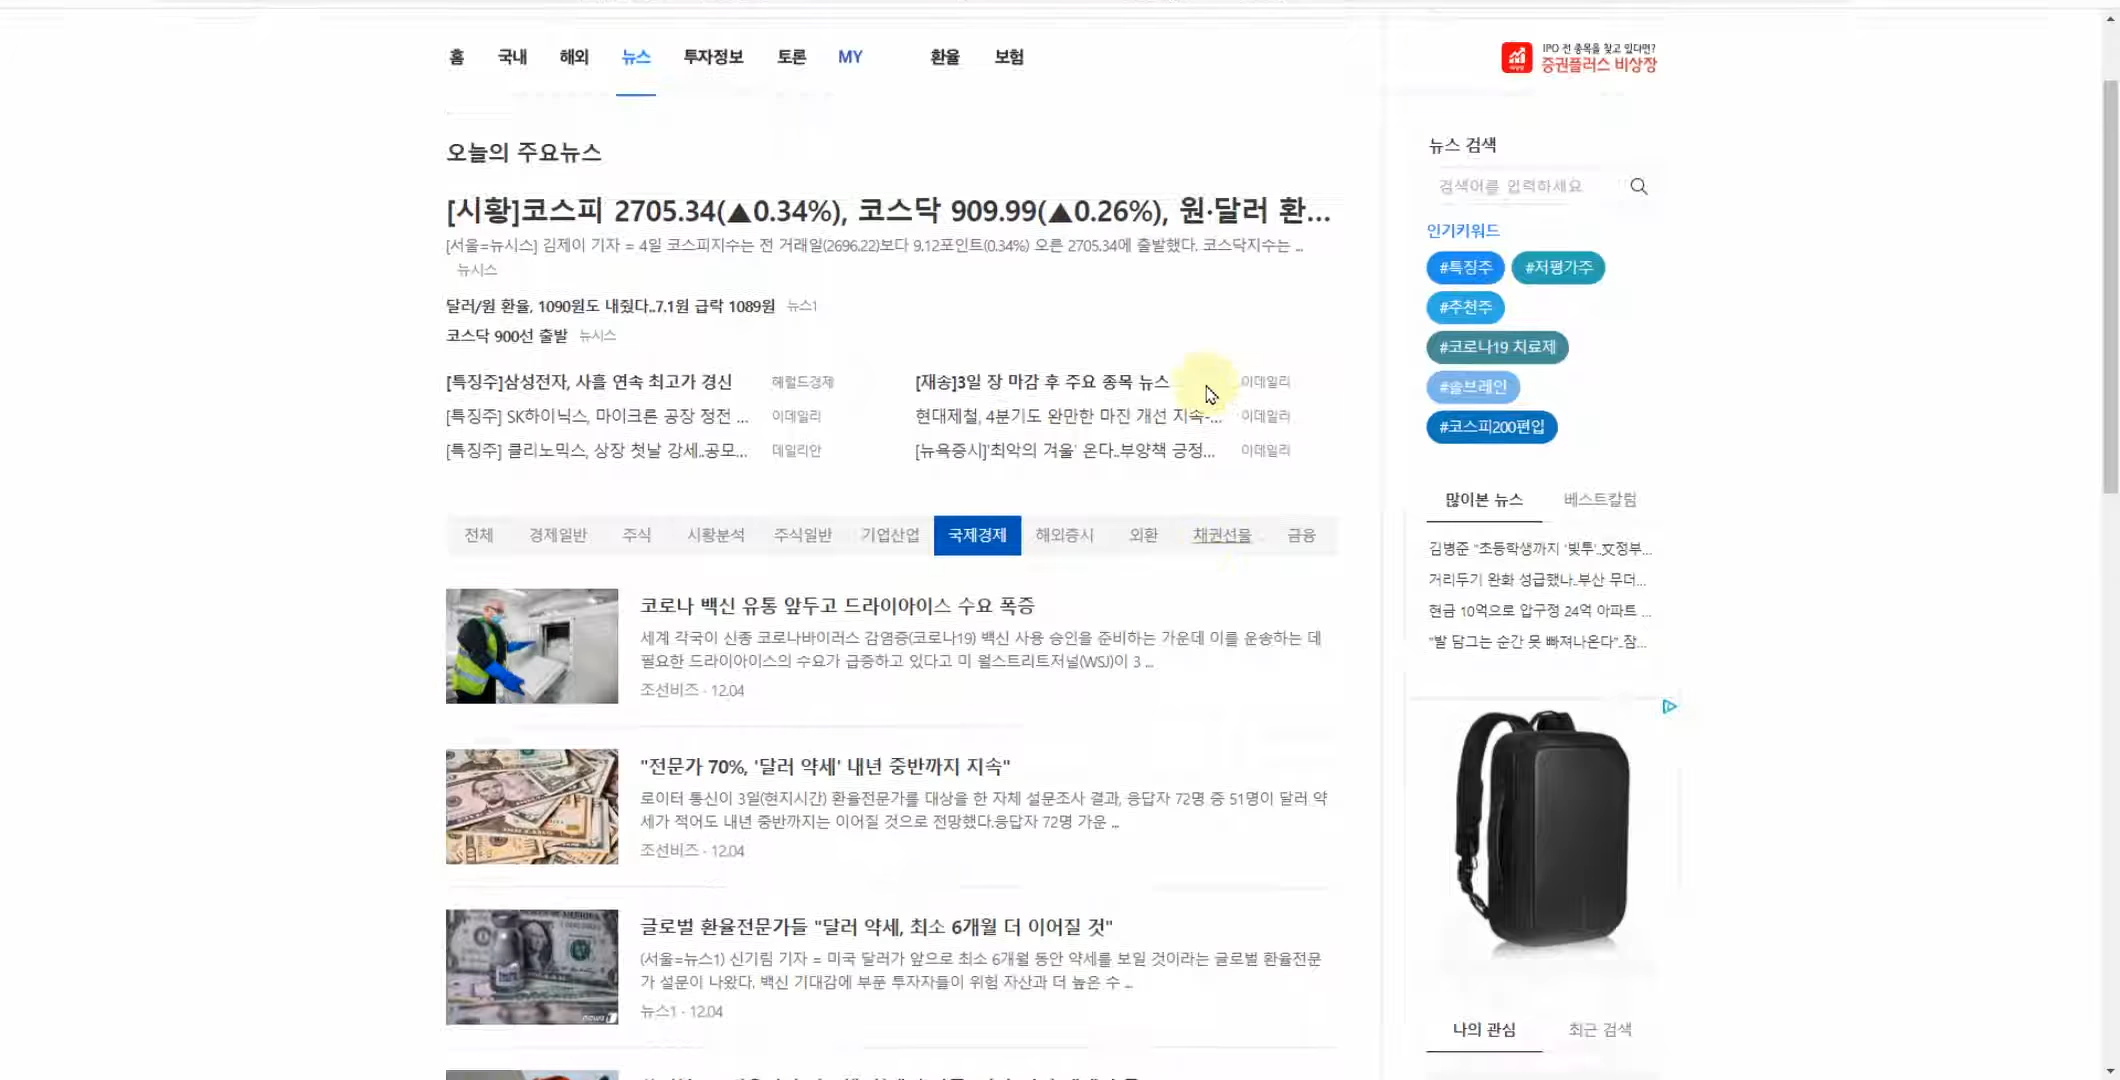 홈 국내 해외 뉴스 투자정보 토론 MY 환율 보험
IPO 전 종목을 찾고 있다면?
증권플러스 비상장
오늘의 주요뉴스
[시황]코스피 2705.34(▲0.34%), 코스닥 909.99(▲0.26%), 원·달러 환...
[서울=뉴시스] 김제이 기자 = 4일 코스피지수는 전 거래일(2696.22)보다 9.12포인트(0.34%) 오른 2705.34에 출발했다. 코스닥지수는 ...
뉴시스
달러/원 환율, 1090원도 내줬다..7.1원 급락 1089원 뉴스1
코스닥 900선 출발 뉴시스
[특징주]삼성전자, 사흘 연속 최고가 경신 헤럴드경제
[특징주] SK하이닉스, 마이크론 공장 정전 ... 이데일리
[특징주] 클리노믹스, 상장 첫날 강세..공모... 데일리안
[재송]3일 장 마감 후 주요 종목 뉴스 이데일리
현대제철, 4분기도 완만한 마진 개선 지속-... 이데일리
[뉴욕증시]'최악의 겨울' 온다..부양책 긍정... 이데일리
전체 경제일반 주식 시황분석 주식일반 기업산업 국제경제 해외증시 외환 채권선물 금융
코로나 백신 유통 앞두고 드라이아이스 수요 폭증
세계 각국이 신종 코로나바이러스 감염증(코로나19) 백신 사용 승인을 준비하는 가운데 이를 운송하는 데
필요한 드라이아이스의 수요가 급증하고 있다고 미 월스트리트저널(WSJ)이 3 ...
조선비즈 · 12.04
"전문가 70%, '달러 약세' 내년 중반까지 지속"
로이터 통신이 3일(현지시간) 환율전문가를 대상을 한 자체 설문조사 결과, 응답자 72명 중 51명이 달러 약
세가 적어도 내년 중반까지는 이어질 것으로 전망했다.응답자 72명 가운 ...
조선비즈 · 12.04
글로벌 환율전문가들 "달러 약세, 최소 6개월 더 이어질 것"
(서울=뉴스1) 신기림 기자 = 미국 달러가 앞으로 최소 6개월 동안 약세를 보일 것이라는 글로벌 환율전문
가 설문이 나왔다. 백신 기대감에 부푼 투자자들이 위험 자산과 더 높은 수 ...
뉴스1 · 12.04
뉴스 검색
검색어를 입력하세요
인기키워드
#특징주 #저평가주
#추천주
#코로나19 치료제
#솔브레인
#코스피200편입
많이본 뉴스 베스트칼럼
김병준 "초등학생까지 '빚투'..文정부...
거리두기 완화 성급했나..부산 무더...
현금 10억으로 압구정 24억 아파트 ...
"발 담그는 순간 못 빠져나온다"..잠...
나의 관심 최근 검색